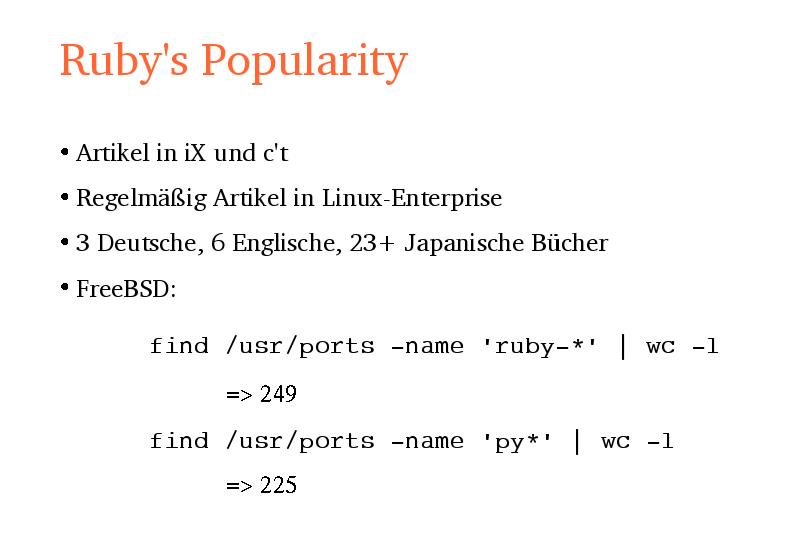 Ruby's Popularity
• Artikel in iX und c't
• Regelmäßig Artikel in Linux-Enterprise
• 3 Deutsche, 6 Englische, 23+ Japanische Bücher
• FreeBSD:
find /usr/ports -name 'ruby-*' | wc -l
=> 249
find /usr/ports -name 'py*' | wc -l
=> 225